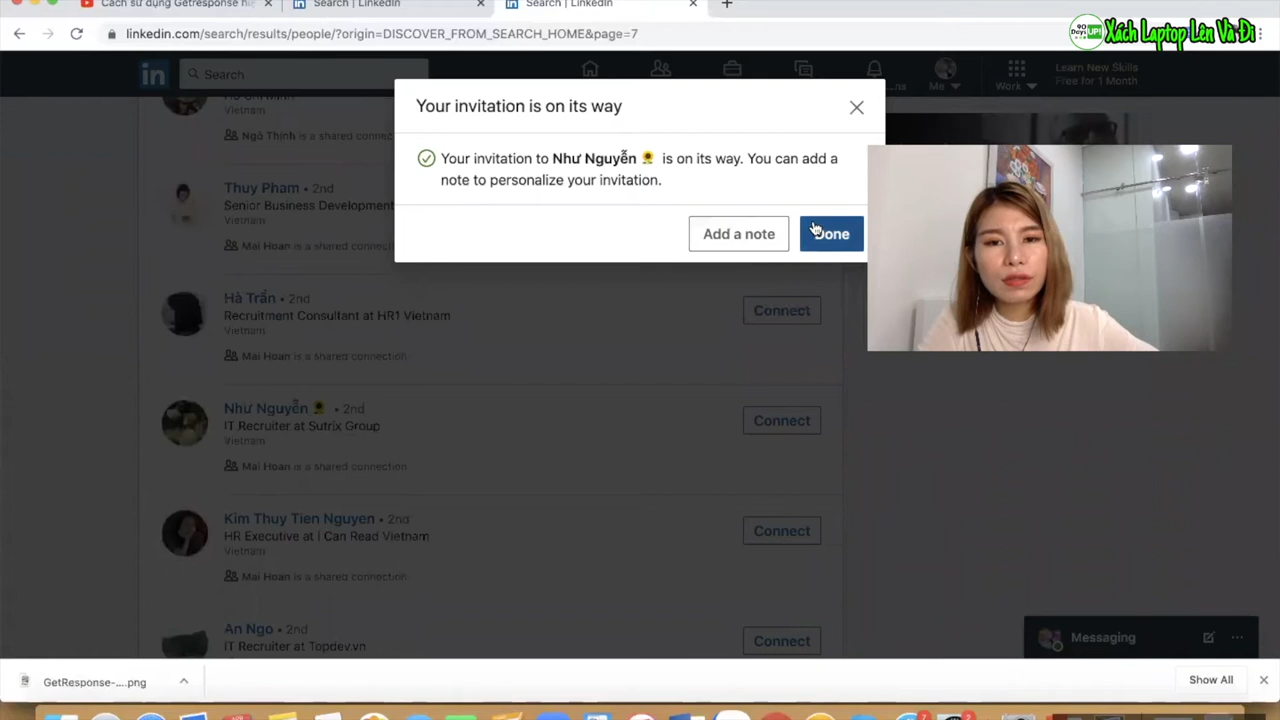 Cách sử dụng Getresponse hiệ
Search | LinkedIn
Search | LinkedIn
linkedin.com/search/results/people/?origin=DISCOVER_FROM_SEARCH_HOME&page=7
90 Days UP!
Xách Laptop Lên Và Đi
in
Search
Me
Work
Learn New Skills
Free for 1 Month
Your invitation is on its way
Your invitation to Như Nguyễn 🌻 is on its way. You can add a
note to personalize your invitation.
Add a note
Done
Vietnam
Ngô Thịnh is a shared connec
Thuy Pham • 2nd
Senior Business Development
Vietnam
Mai Hoan is a shared connec
Hà Trần • 2nd
Recruitment Consultant at HR1 Vietnam
Vietnam
Mai Hoan is a shared connection
Connect
Như Nguyễn 🌻 • 2nd
IT Recruiter at Sutrix Group
Vietnam
Mai Hoan is a shared connection
Connect
Kim Thuy Tien Nguyen • 2nd
HR Executive at I Can Read Vietnam
Vietnam
Mai Hoan is a shared connection
Connect
An Ngo • 2nd
IT Recruiter at Topdev.vn
Connect
Messaging
GetResponse-....png
Show All